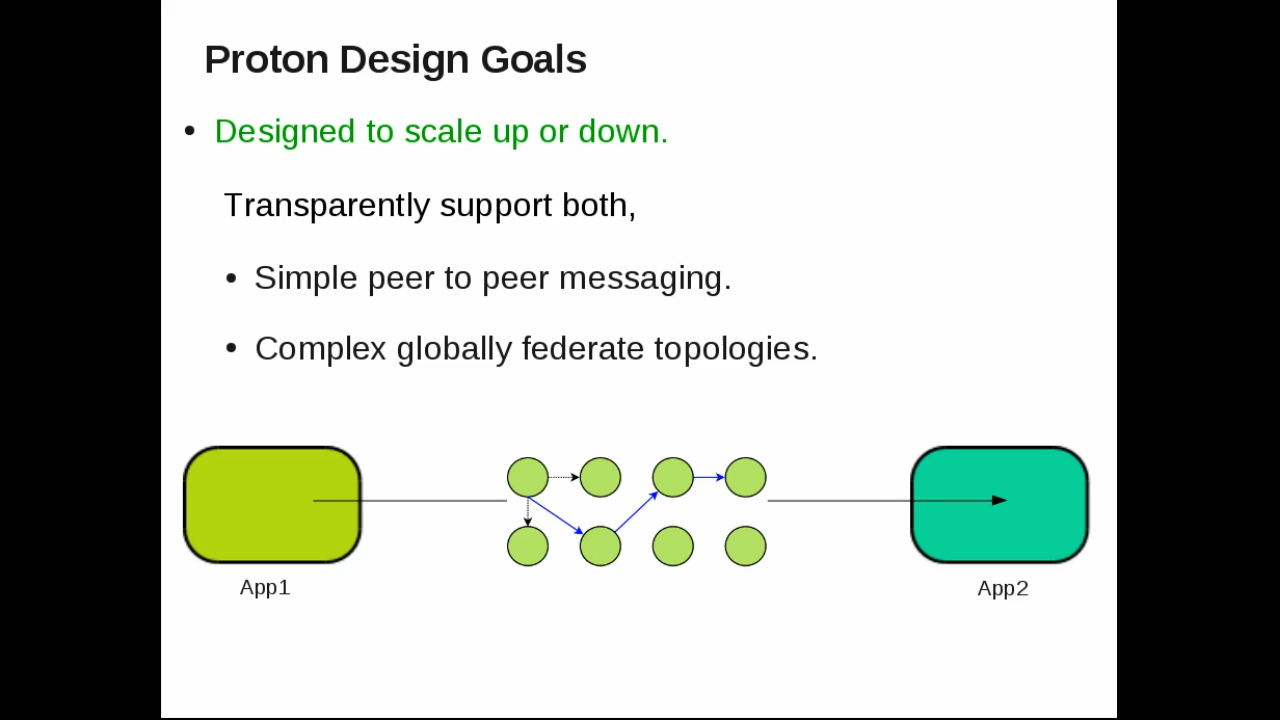 Proton Design Goals
• Designed to scale up or down.
Transparently support both,
• Simple peer to peer messaging.
• Complex globally federate topologies.
App1
App2